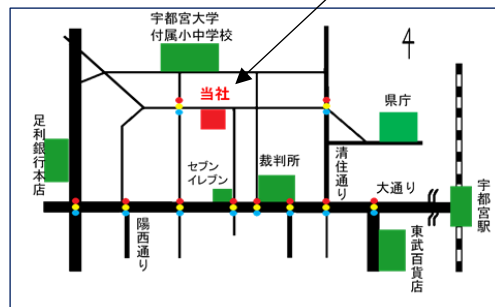 宇都宮大学
付属小中学校
当社
県庁
足利銀行本店
セブン
イレブン
裁判所
清住通り
大通り
宇都宮駅
陽西通り
東武百貨店